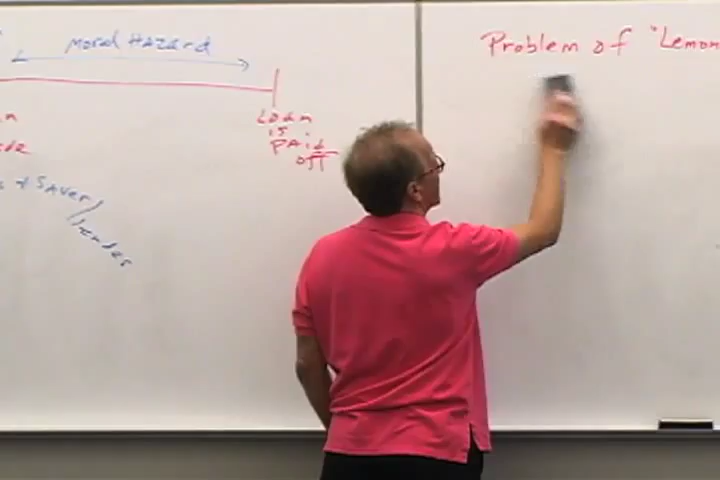 Moral Hazard
Problem of "Lemon
Loan
is
PAid
off
SAver/
lender